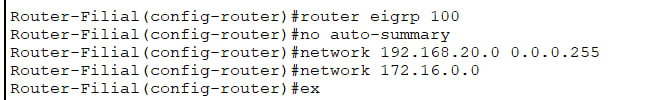 Router-Filial(config-router)#router eigrp 100
Router-Filial(config-router)#no auto-summary
Router-Filial(config-router)#network 192.168.20.0 0.0.0.255
Router-Filial(config-router)#network 172.16.0.0
Router-Filial(config-router)#ex